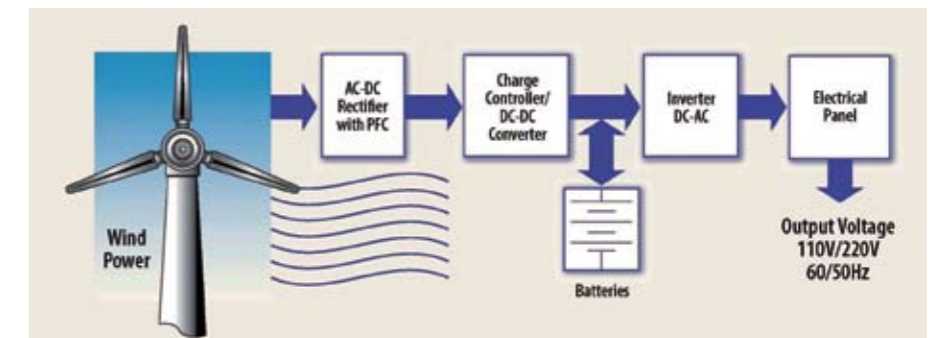 Wind
Power
AC-DC
Rectifier
with PFC
Charge
Controller/
DC-DC
Converter
Batteries
Inverter
DC-AC
Electrical
Panel
Output Voltage
110V/220V
60/50Hz